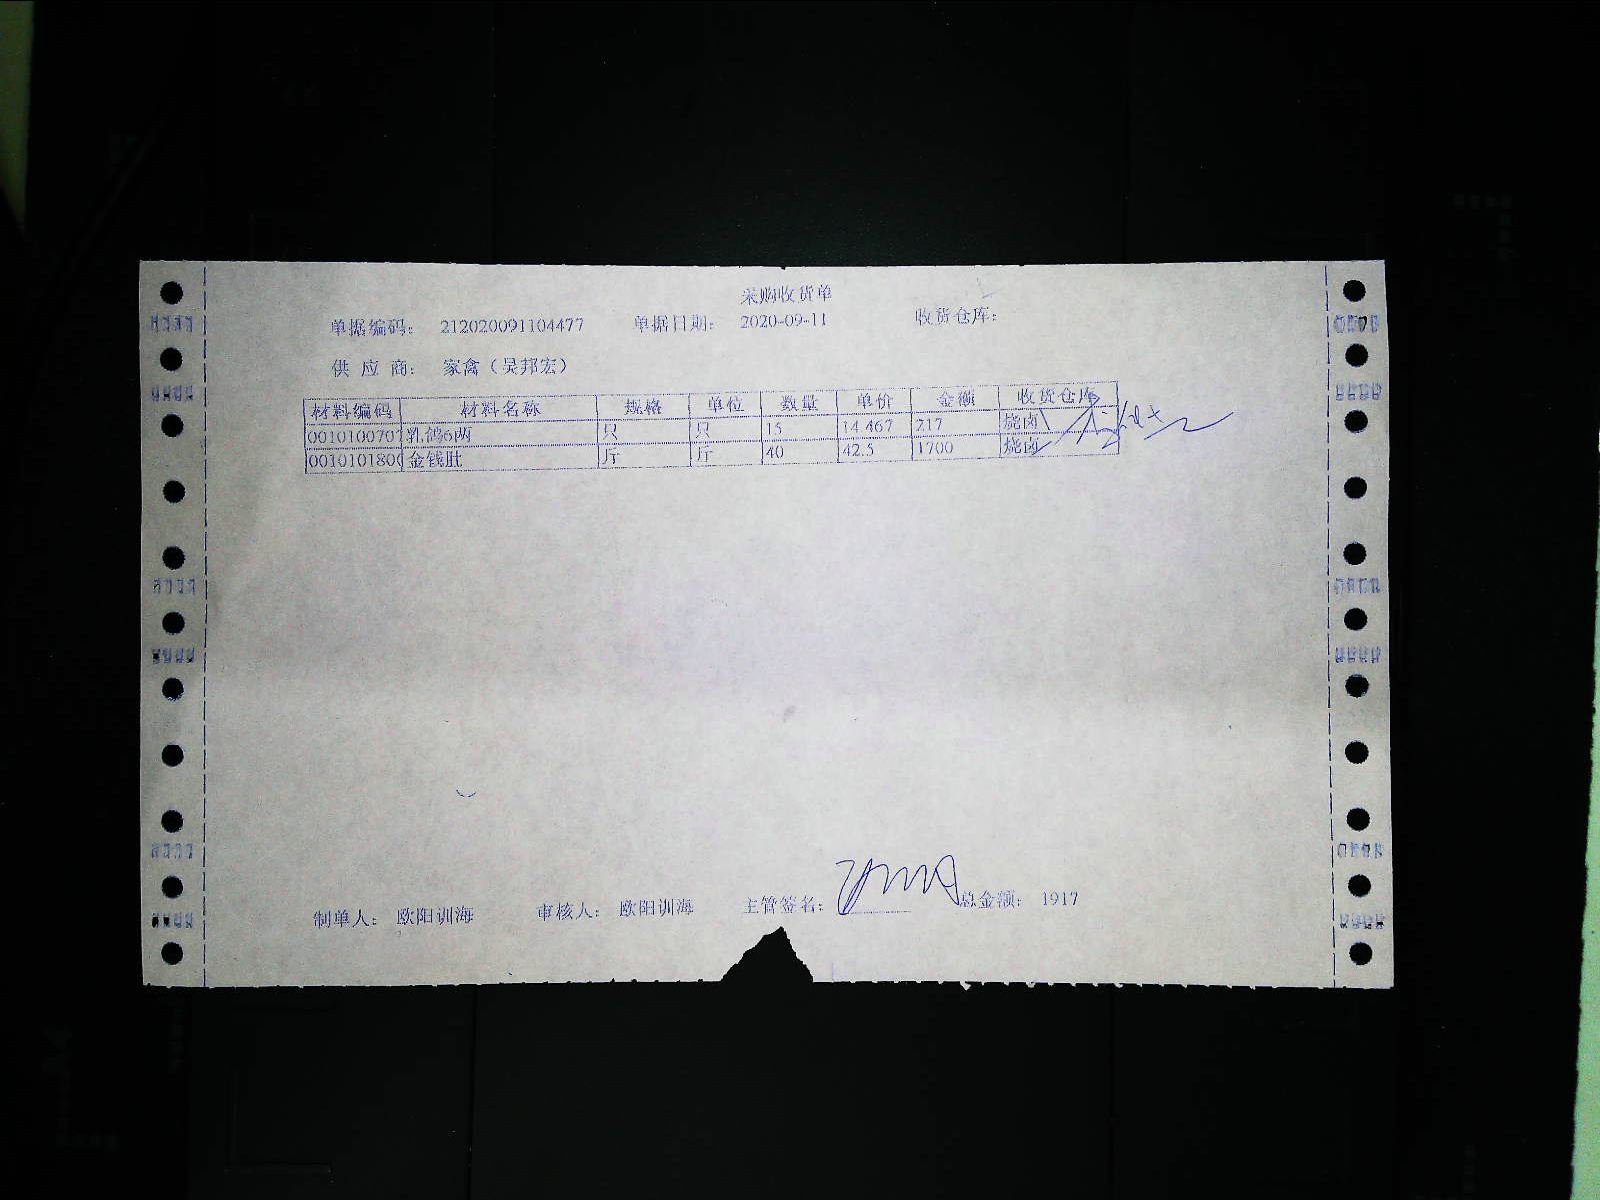 采购收货单
单据编码： 212020091104477 单据日期： 2020-09-11 收货仓库：
供 应 商： 家禽（吴邦宏）
材料编码 材料名称 规格 单位 数量 单价 金额 收货仓库
0010100707 乳鸽6两 只 只 15 14.467 217 烧卤
0010101800 金钱肚 斤 斤 40 42.5 1700 烧卤
制单人： 欧阳训海 审核人： 欧阳训海 主管签名： 总金额： 1917